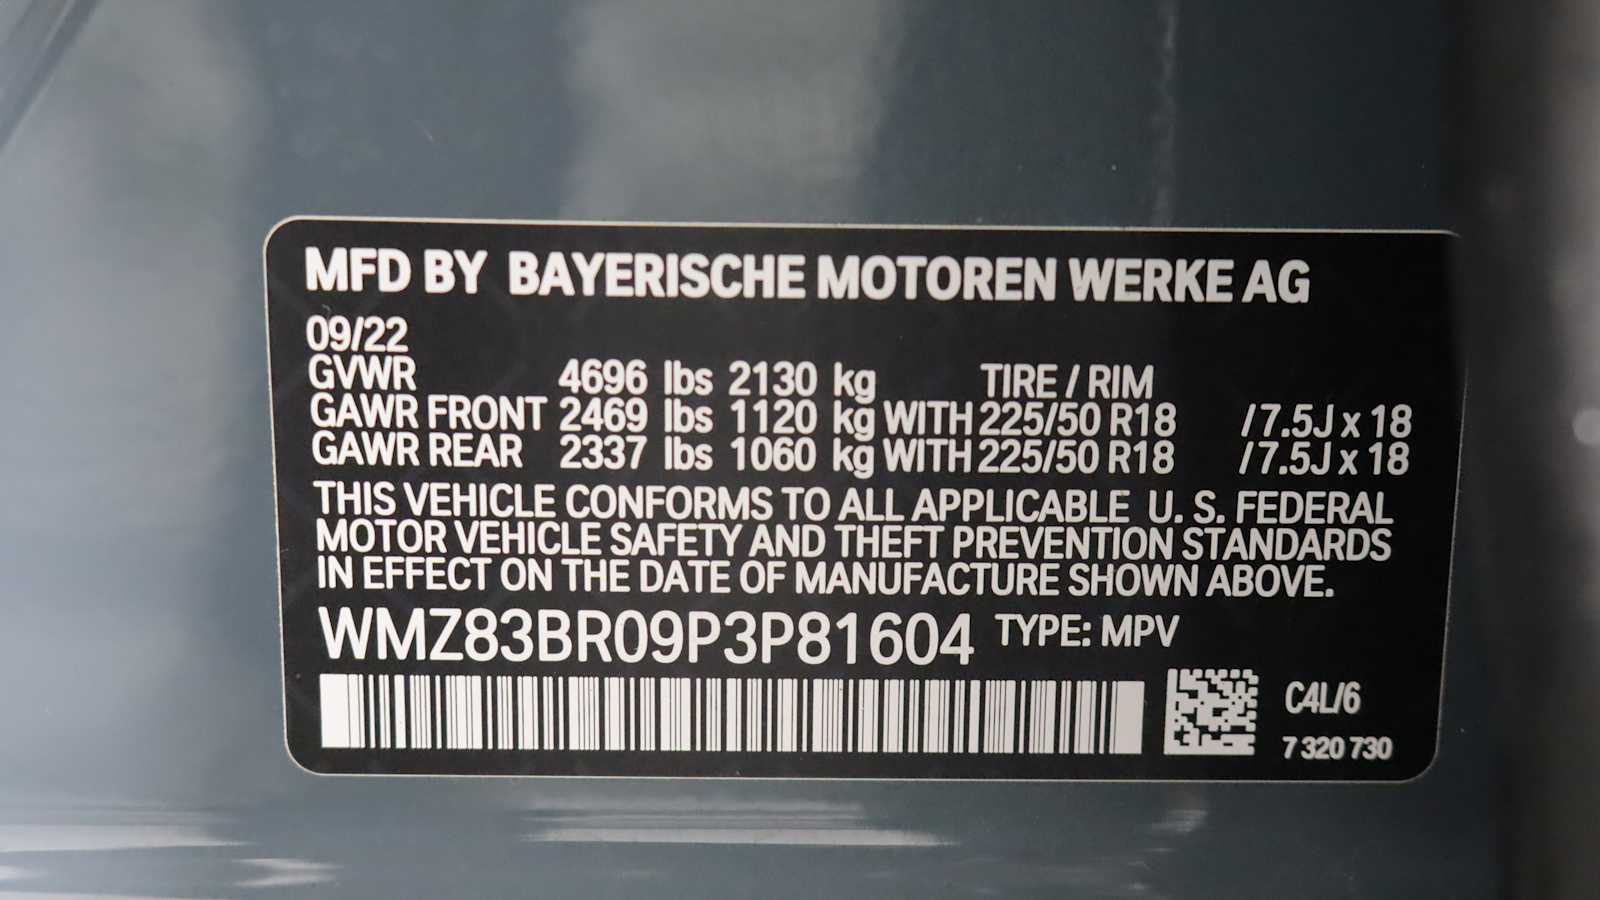 MFD BY BAYERISCHE MOTOREN WERKE AG
09/22
GVWR 4696 lbs 2130 kg TIRE / RIM
GAWR FRONT 2469 lbs 1120 kg WITH 225/50 R18 / 7.5J x 18
GAWR REAR 2337 lbs 1060 kg WITH 225/50 R18 / 7.5J x 18
THIS VEHICLE CONFORMS TO ALL APPLICABLE U. S. FEDERAL
MOTOR VEHICLE SAFETY AND THEFT PREVENTION STANDARDS
IN EFFECT ON THE DATE OF MANUFACTURE SHOWN ABOVE.
WMZ83BR09P3P81604 TYPE: MPV
C4L/6
7 320 730